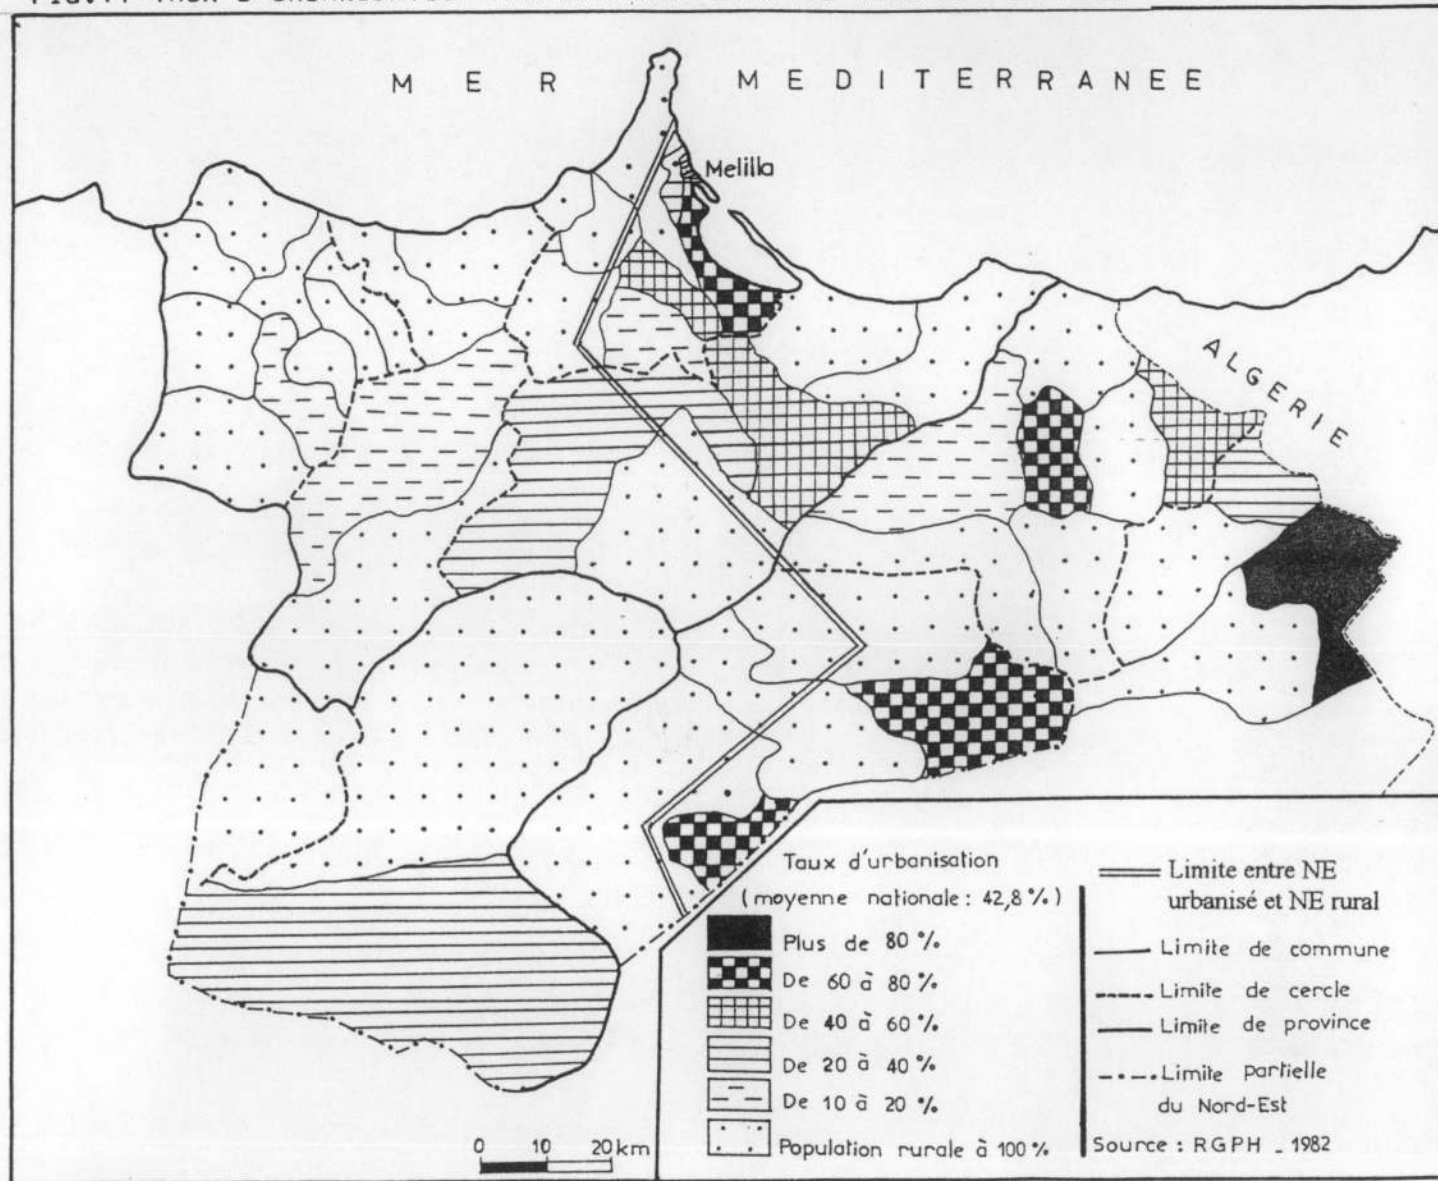 MER MEDITERRANEE
Melilla
ALGERIE
Taux d'urbanisation
(moyenne nationale : 42,8 %)
Plus de 80 %
De 60 à 80 %
De 40 à 60 %
De 20 à 40 %
De 10 à 20 %
Population rurale à 100 %
Limite entre NE
urbanisé et NE rural
Limite de commune
Limite de cercle
Limite de province
Limite partielle
du Nord-Est
Source : RGPH _ 1982
0 10 20 km